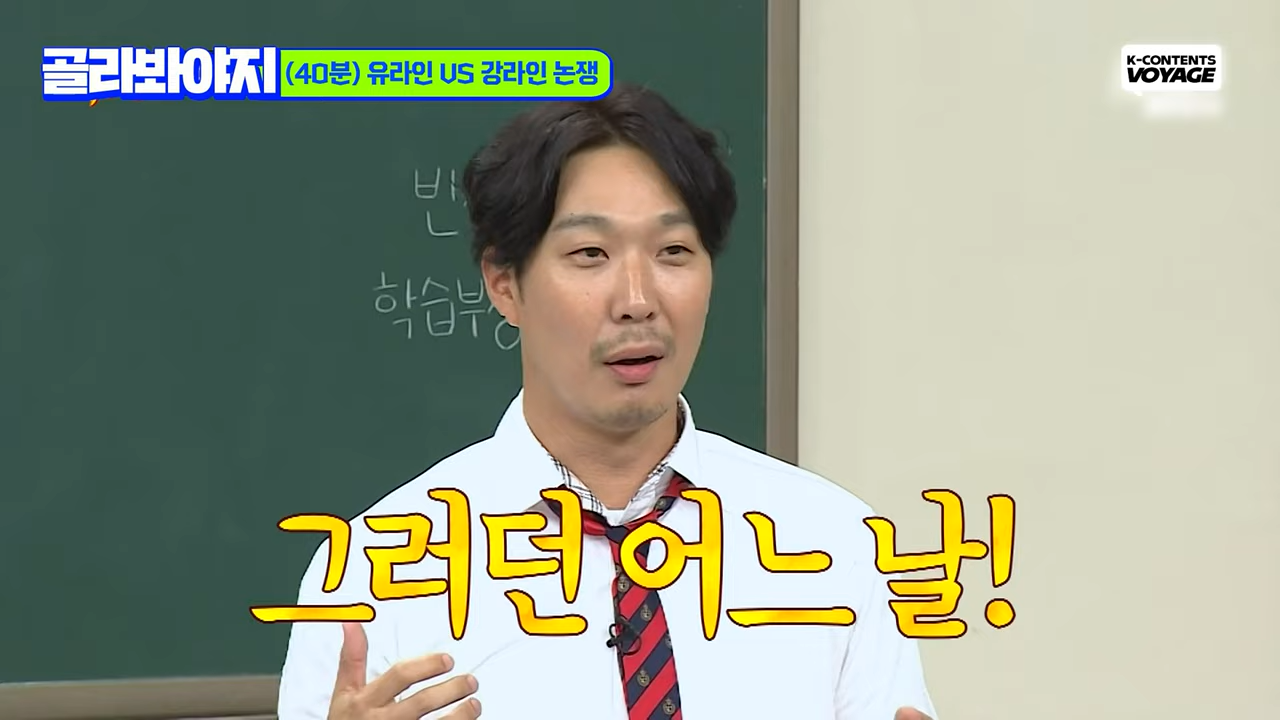 골라봐야지
(40분) 유라인 VS 강라인 논쟁
K-CONTENTS
VOYAGE
반
학습부
그러던 어느 날!